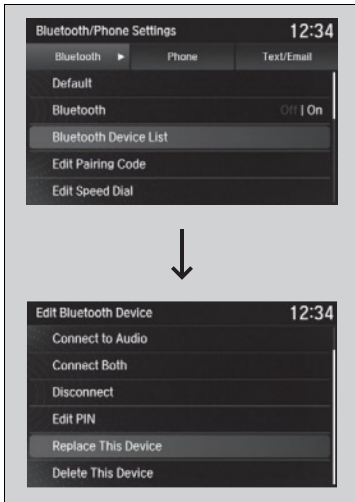 Bluetooth/Phone Settings 12:34
Bluetooth ► Phone Text/Email
Default
Bluetooth Off | On
Bluetooth Device List
Edit Pairing Code
Edit Speed Dial
Edit Bluetooth Device 12:34
Connect to Audio
Connect Both
Disconnect
Edit PIN
Replace This Device
Delete This Device